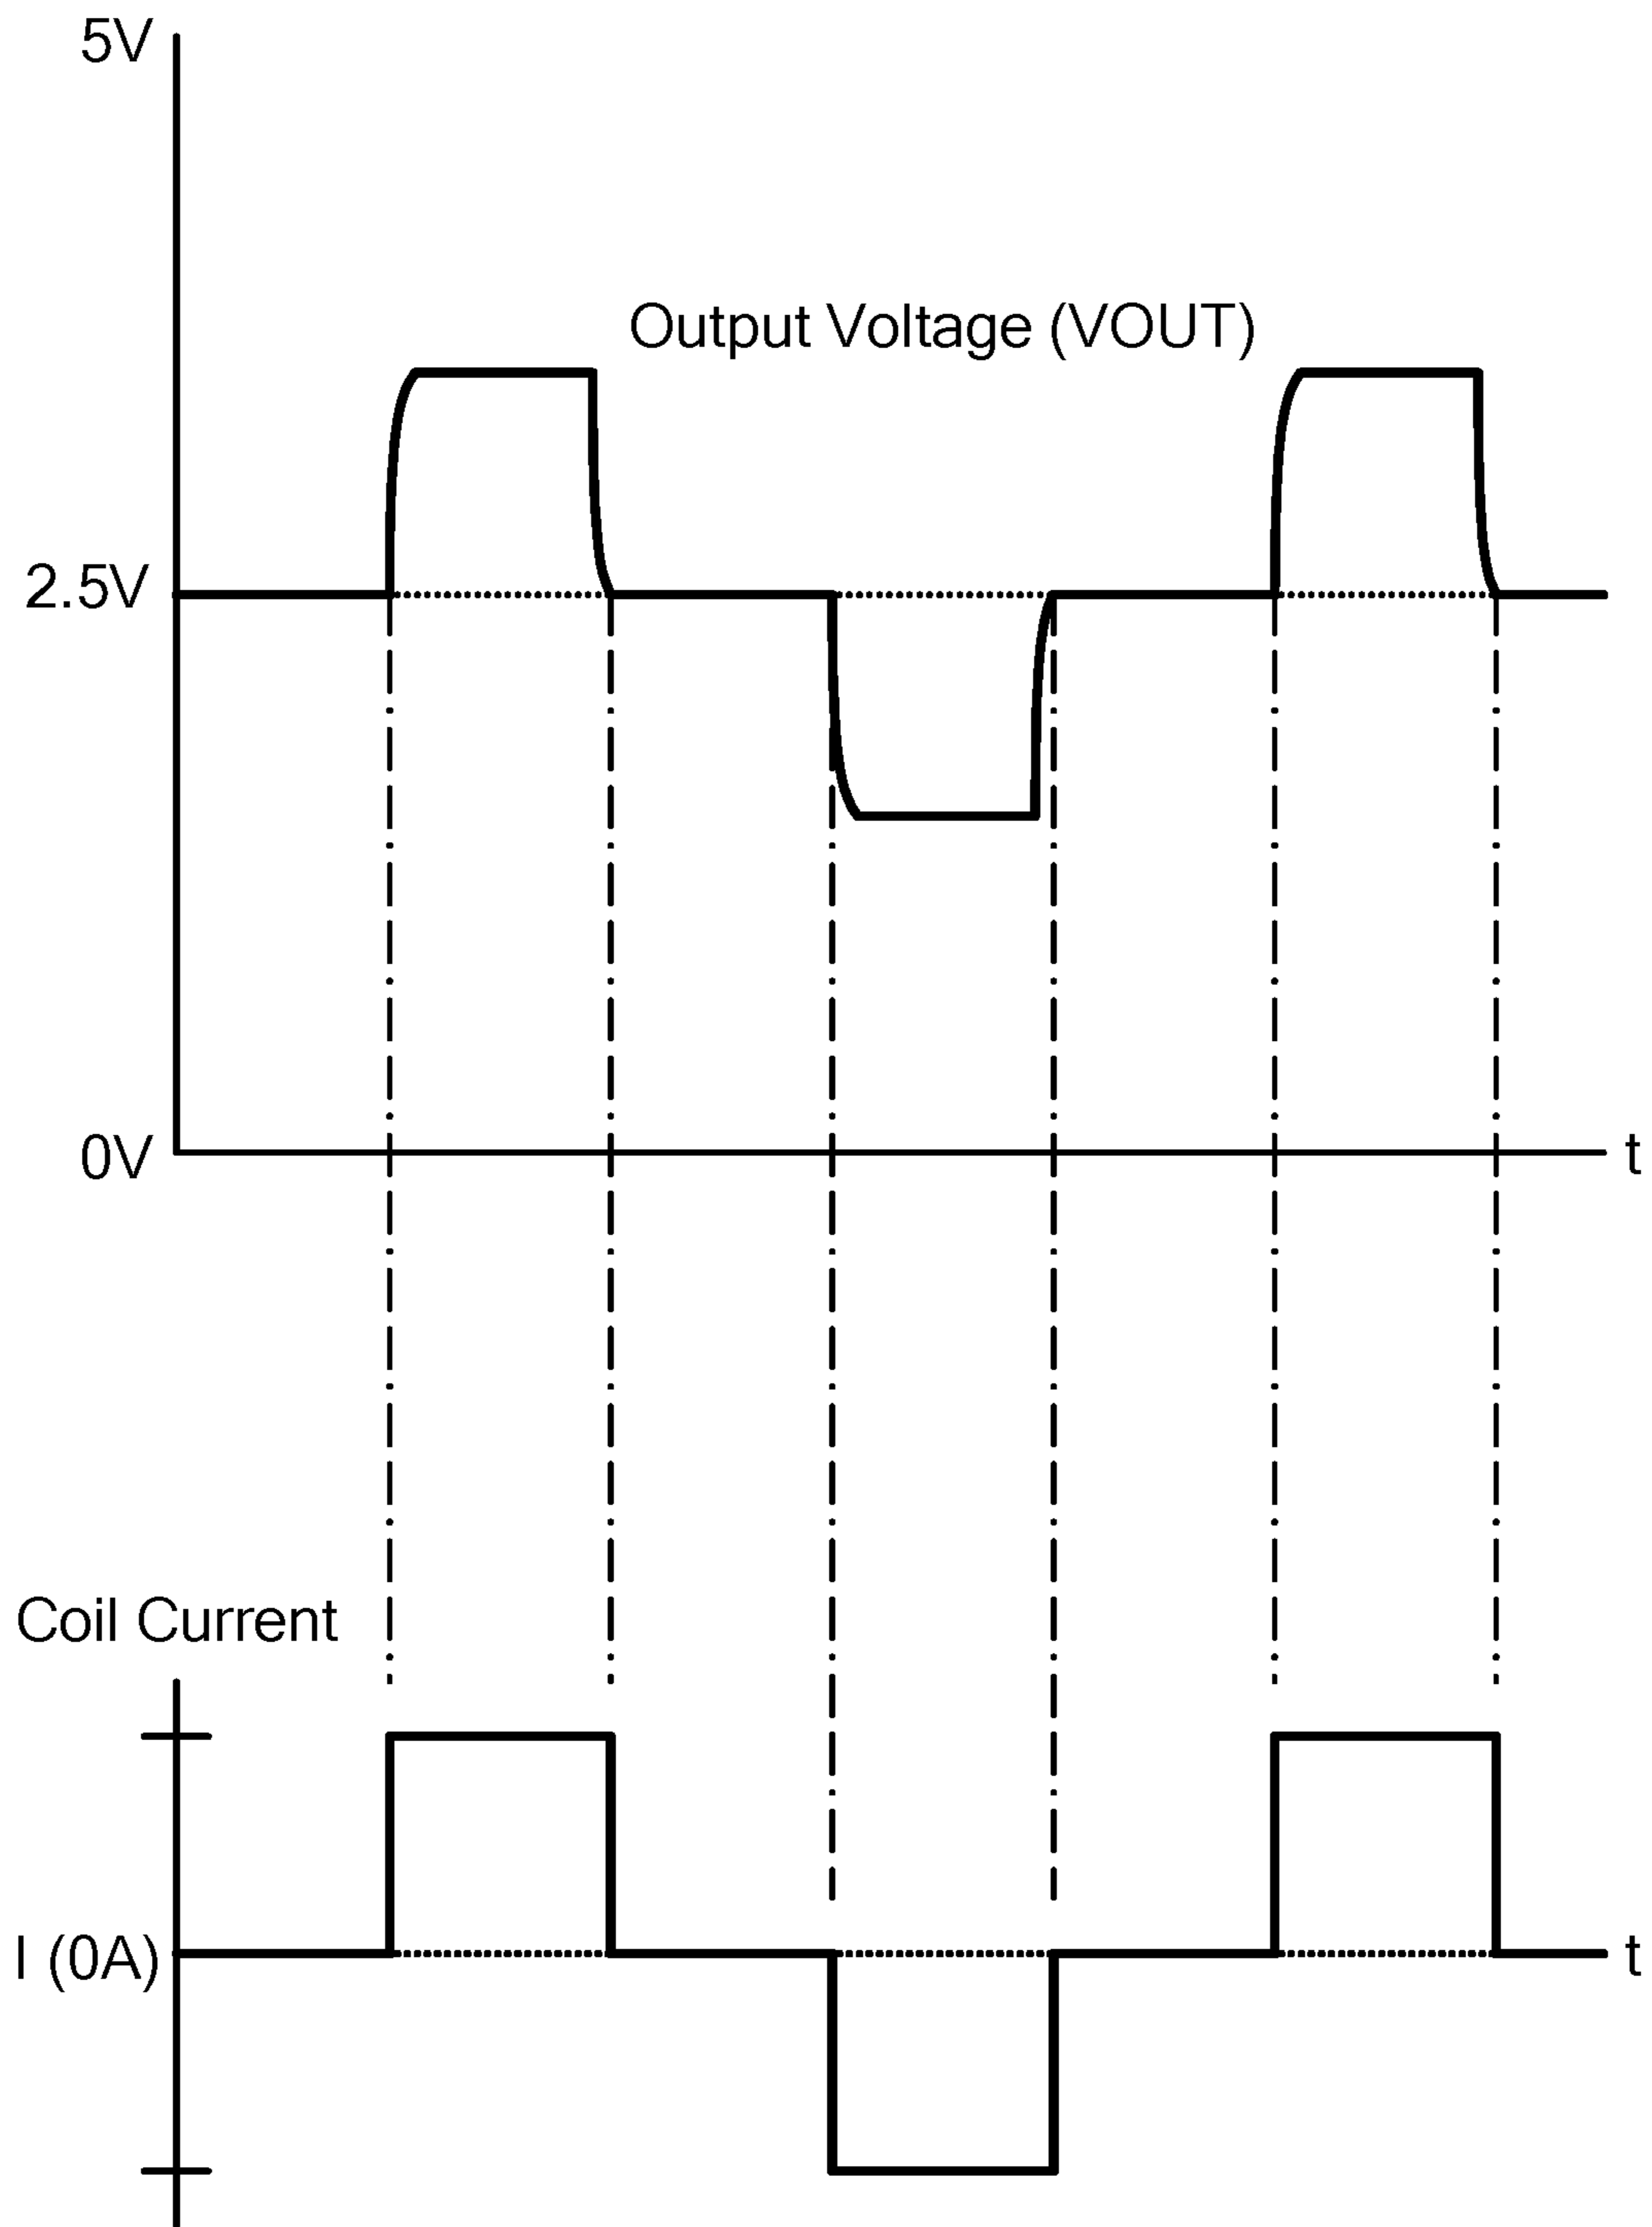 5V
Output Voltage (VOUT)
2.5V
0V
t
Coil Current
I (0A)
t